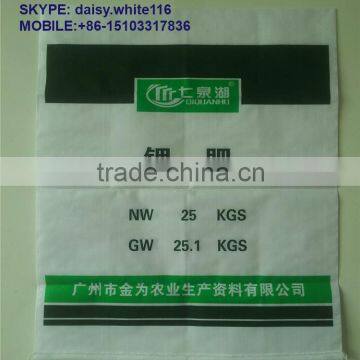 SKYPE: daisy.white116
MOBILE:+86-15103317836
七泉湖
QIQUANHU
钾 肥
trade.china.cn
NW 25 KGS
GW 25.1 KGS
广州市金为农业生产资料有限公司